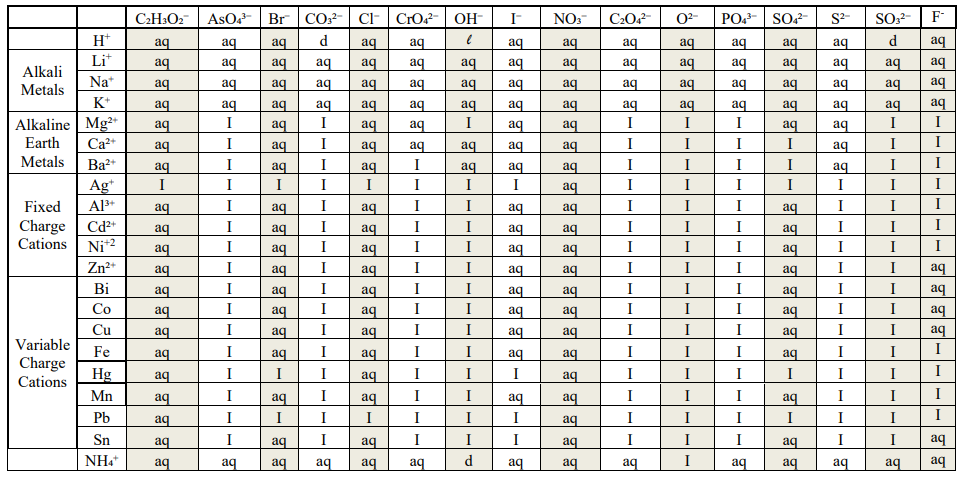 C₂H₃O₂⁻ AsO₄³⁻ Br⁻ CO₃²⁻ Cl⁻ CrO₄²⁻ OH⁻ I⁻ NO₃⁻ C₂O₄²⁻ O²⁻ PO₄³⁻ SO₄²⁻ S²⁻ SO₃²⁻ F⁻
H⁺ aq aq aq d aq aq ℓ aq aq aq aq aq aq aq d aq
Alkali
Metals
Li⁺ aq aq aq aq aq aq aq aq aq aq aq aq aq aq aq aq
Na⁺ aq aq aq aq aq aq aq aq aq aq aq aq aq aq aq aq
K⁺ aq aq aq aq aq aq aq aq aq aq aq aq aq aq aq aq
Alkaline
Earth
Metals
Mg²⁺ aq I aq I aq aq I aq aq I I I aq aq I I
Ca²⁺ aq I aq I aq aq aq aq aq I I I I aq I I
Ba²⁺ aq I aq I aq I aq aq aq I I I I aq I I
Fixed
Charge
Cations
Ag⁺ I I I I I I I I aq I I I I I I I
Al³⁺ aq I aq I aq I I aq aq I I I aq I I I
Cd²⁺ aq I aq I aq I I aq aq I I I aq I I I
Ni⁺² aq I aq I aq I I aq aq I I I aq I I I
Zn²⁺ aq I aq I aq I I aq aq I I I aq I I aq
Variable
Charge
Cations
Bi aq I aq I aq I I aq aq I I I aq I I aq
Co aq I aq I aq I I aq aq I I I aq I I aq
Cu aq I aq I aq I I aq aq I I I aq I I aq
Fe aq I aq I aq I I aq aq I I I aq I I I
Hg aq I I I aq I I I aq I I I I I I I
Mn aq I aq I aq I I aq aq I I I aq I I I
Pb aq I I I I I I I aq I I I I I I I
Sn aq I aq I aq I I I aq I I I aq I I aq
NH₄⁺ aq aq aq aq aq aq d aq aq aq I aq aq aq aq aq